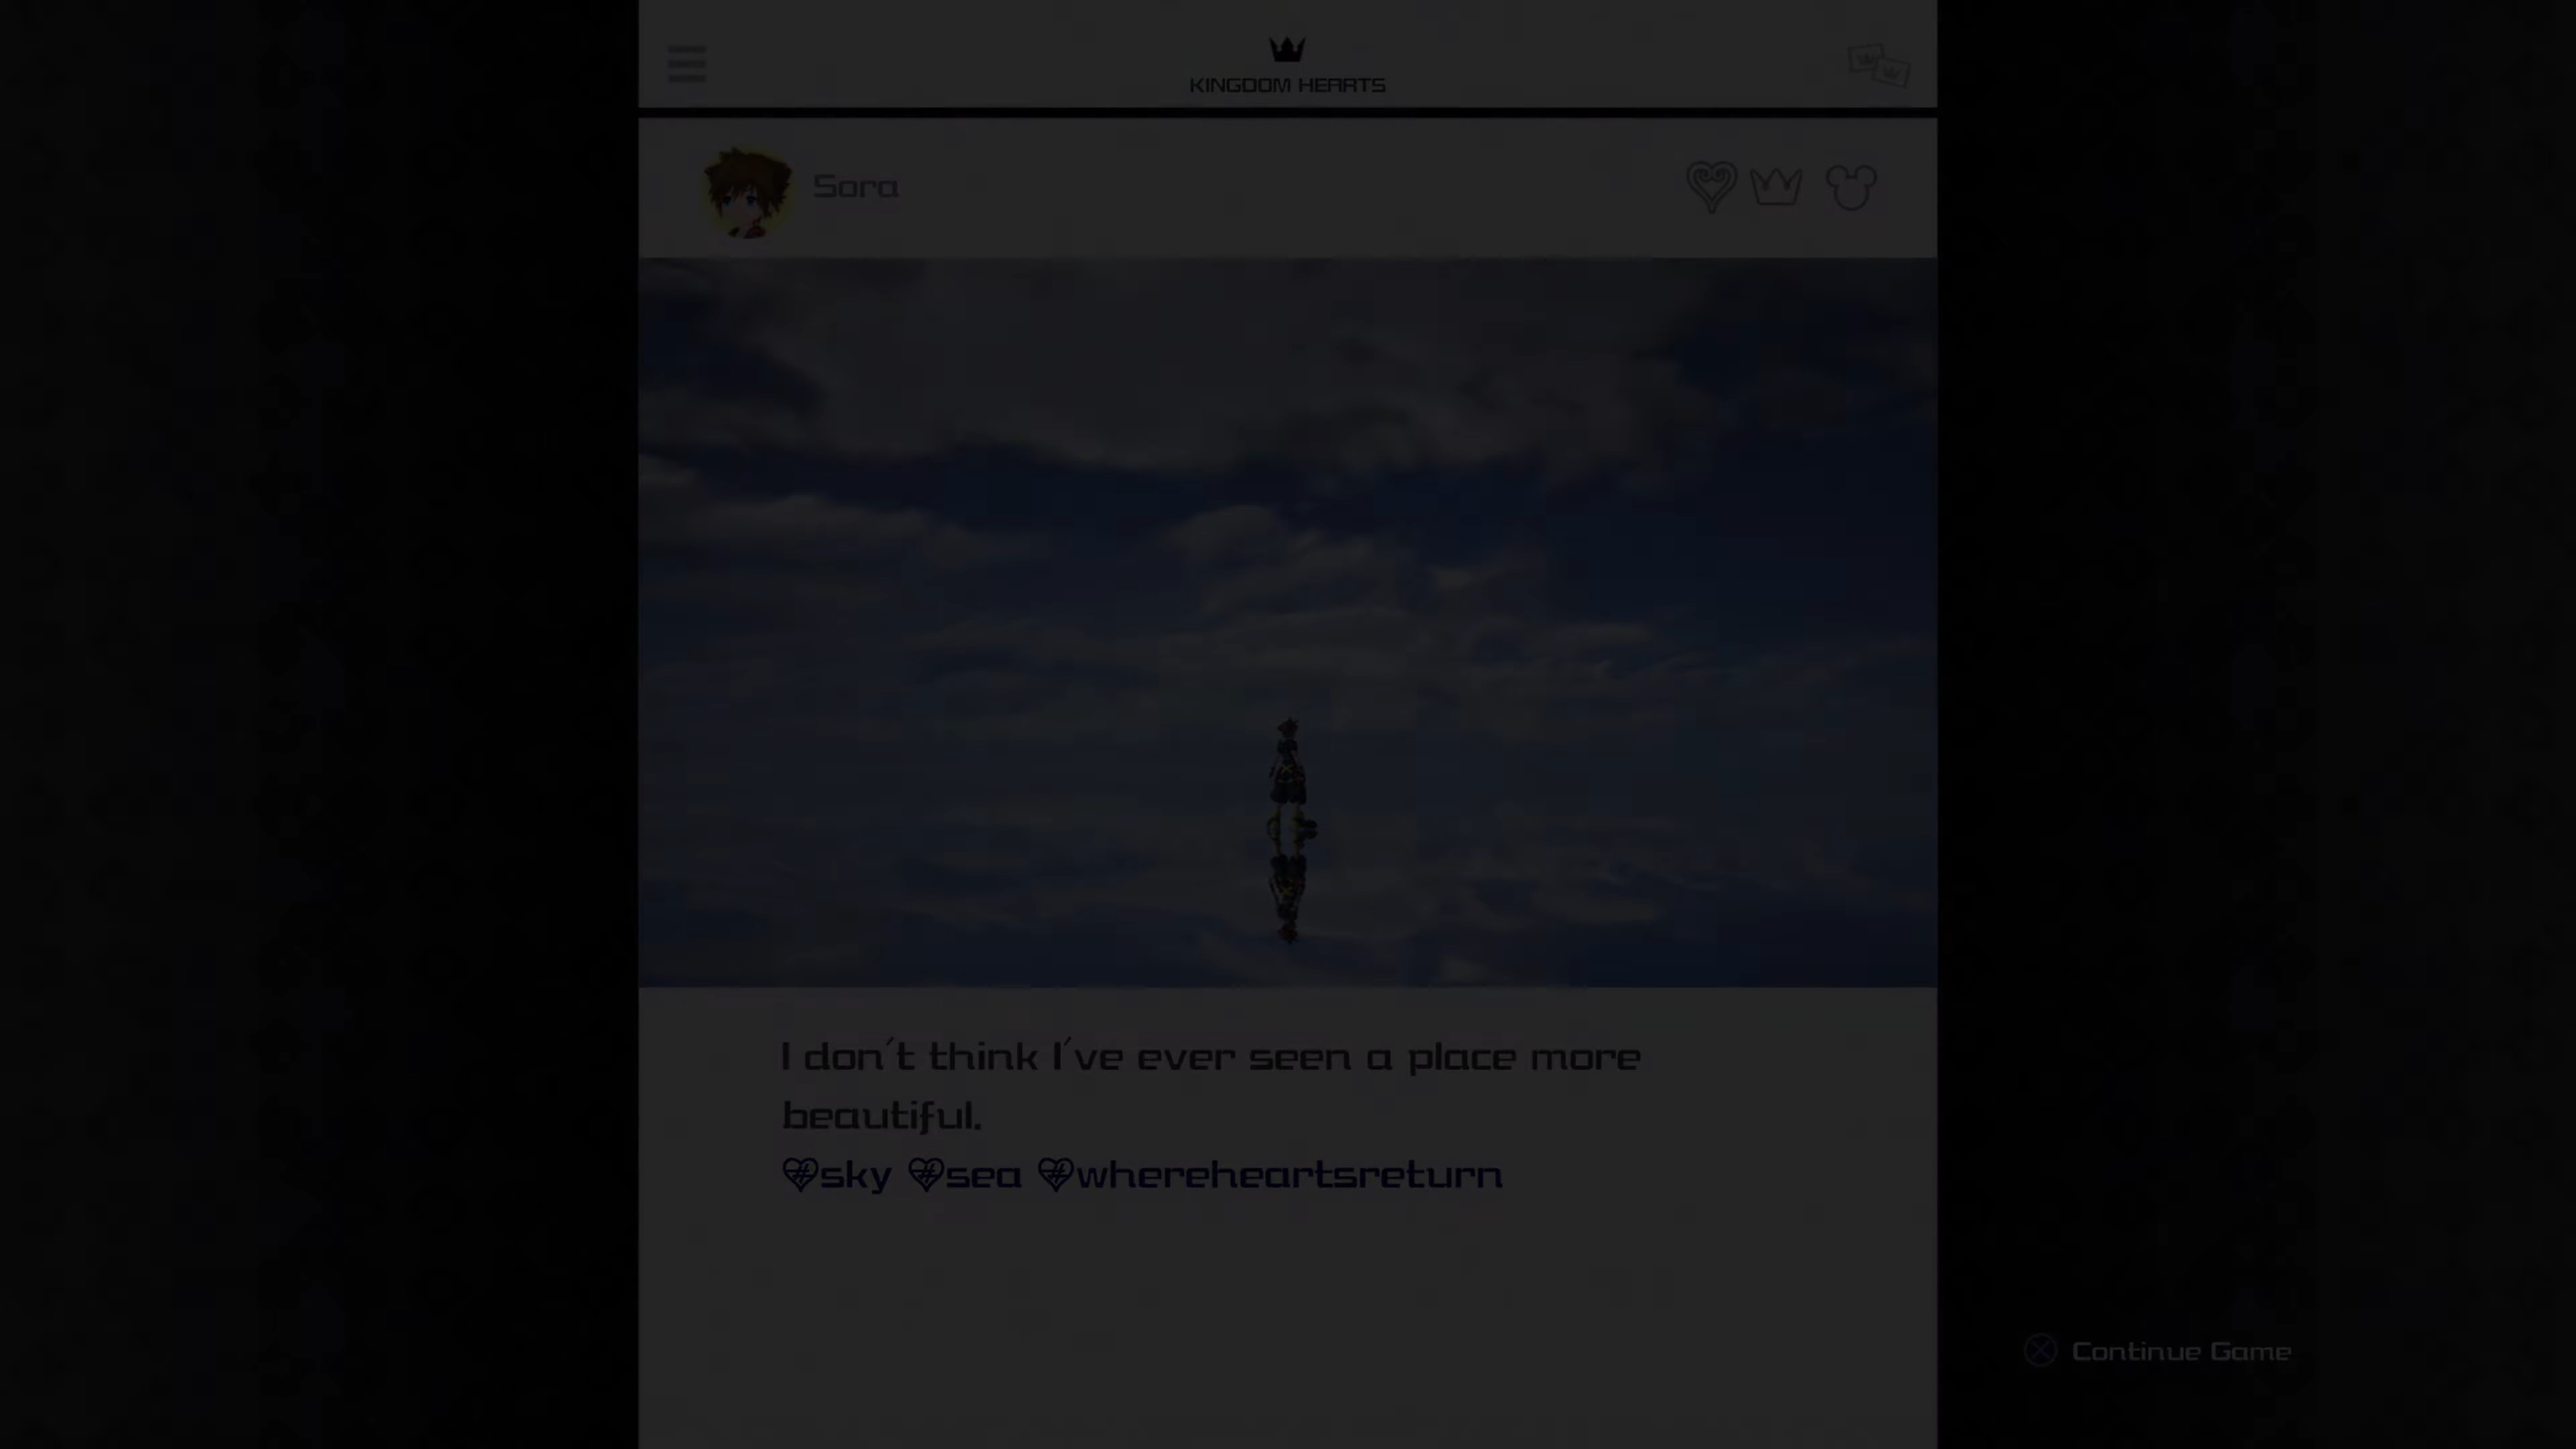 KINGDOM HEARTS
Sora
I don't think I've ever seen a place more
beautiful.
#sky #sea #whereheartsreturn
Continue Game